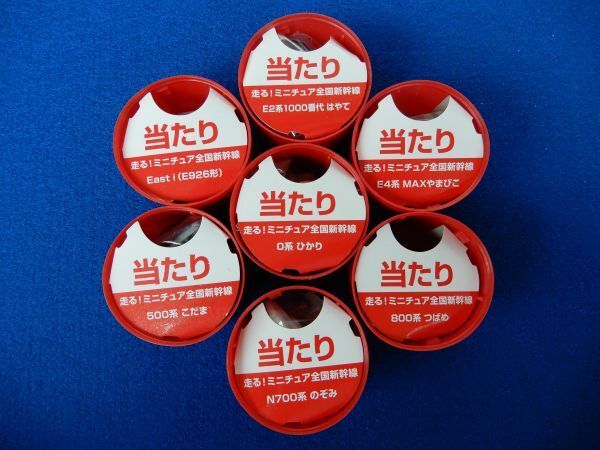 当たり
走る!ミニチュア全国新幹線
E2系1000番代 はやて
当たり
走る!ミニチュア全国新幹線
East i(E926形)
当たり
走る!ミニチュア全国新幹線
E4系 MAXやまびこ
当たり
走る!ミニチュア全国新幹線
0系 ひかり
当たり
走る!ミニチュア全国新幹線
500系 こだま
当たり
走る!ミニチュア全国新幹線
800系 つばめ
当たり
走る!ミニチュア全国新幹線
N700系 のぞみ